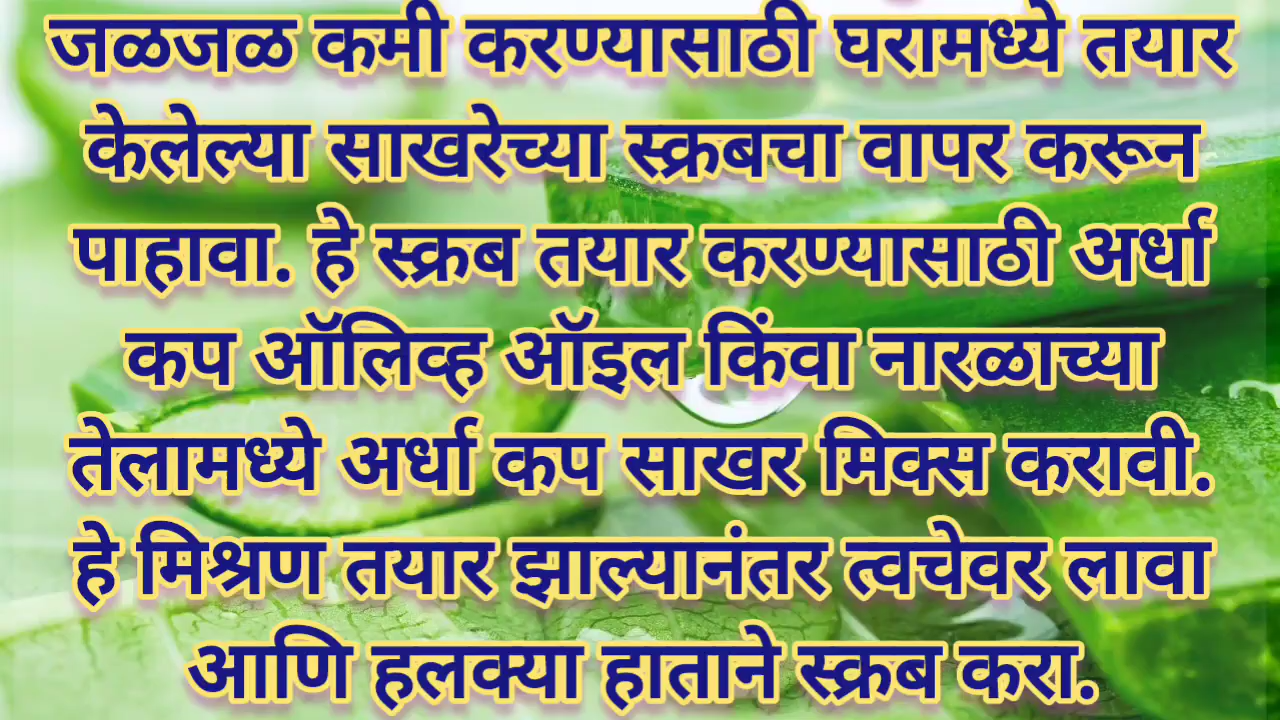 जळजळ कमी करण्यासाठी घरामध्ये तयार
केलेल्या साखरेच्या स्क्रबचा वापर करून
पाहावा. हे स्क्रब तयार करण्यासाठी अर्धा
कप ऑलिव्ह ऑइल किंवा नारळाच्या
तेलामध्ये अर्धा कप साखर मिक्स करावी.
हे मिश्रण तयार झाल्यानंतर त्वचेवर लावा
आणि हलक्या हाताने स्क्रब करा.